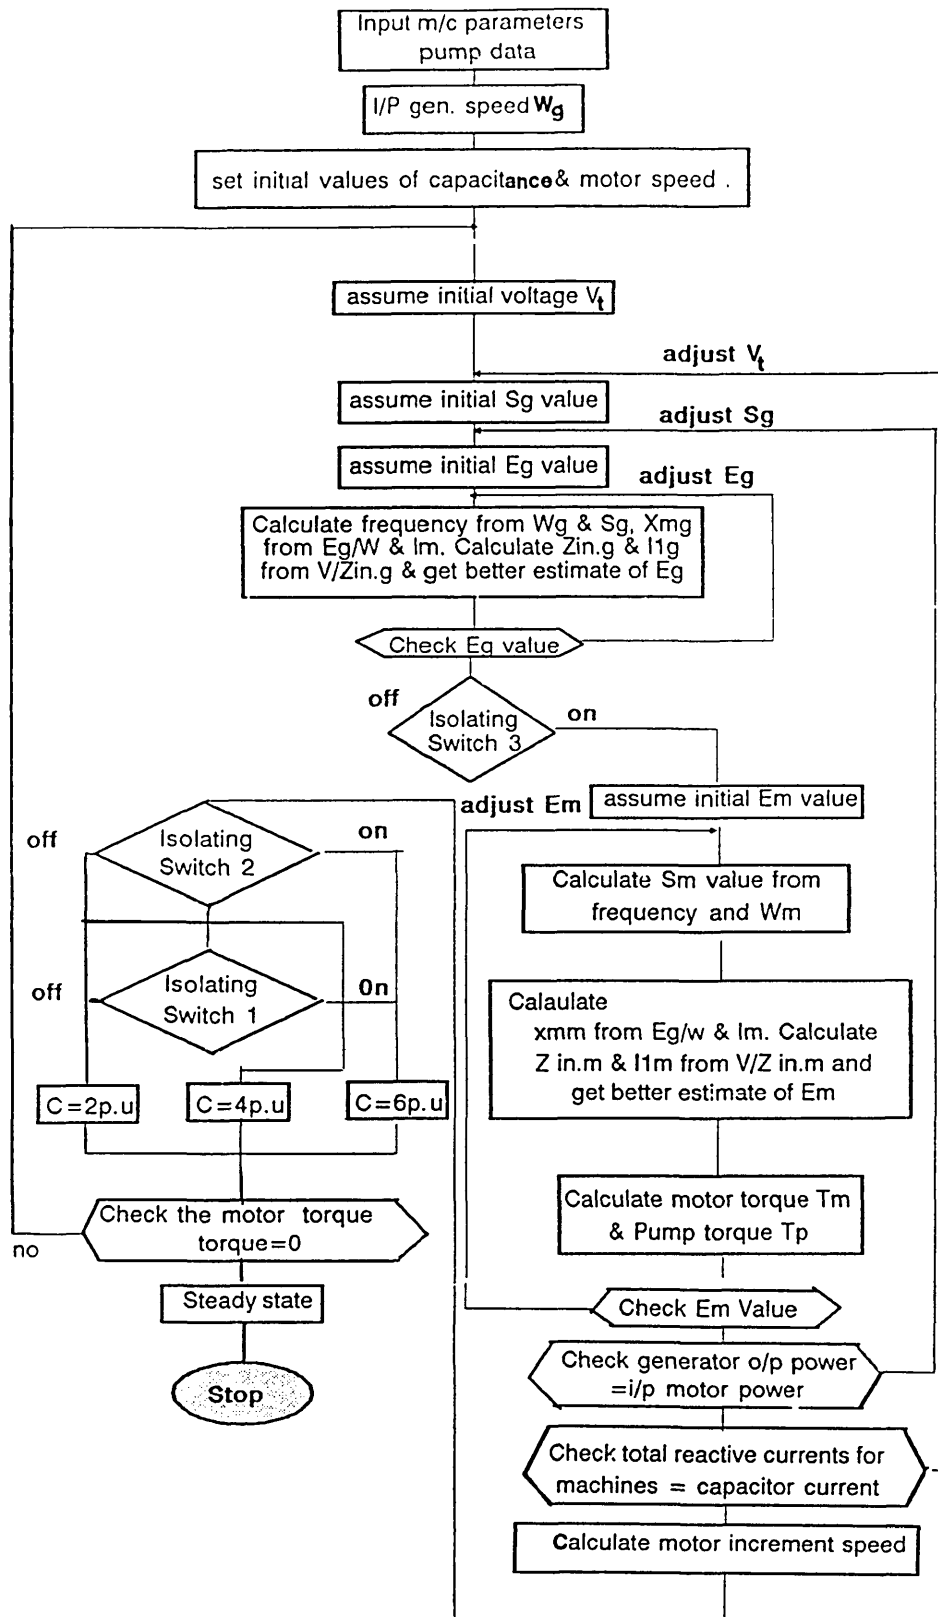 Input m/c parameters
pump data
I/P gen. speed Wg
set initial values of capacitance & motor speed .
assume initial voltage Vt
adjust Vt
assume initial Sg value
adjust Sg
assume initial Eg value
adjust Eg
Calculate frequency from Wg & Sg, Xmg
from Eg/W & Im. Calculate Zin.g & I1g
from V/Zin.g & get better estimate of Eg
Check Eg value
off
on
Isolating
Switch 3
assume initial Em value
adjust Em
off
on
Isolating
Switch 2
Calculate Sm value from
frequency and Wm
off
0n
Isolating
Switch 1
Calaulate
xmm from Eg/w & Im. Calculate
Z in.m & I1m from V/Z in.m and
get better estimate of Em
C=2p.u
C=4p.u
C=6p.u
Calculate motor torque Tm
& Pump torque Tp
Check the motor torque
torque=0
no
Steady state
Check Em Value
Stop
Check generator o/p power
=i/p motor power
Check total reactive currents for
machines = capacitor current
Calculate motor increment speed